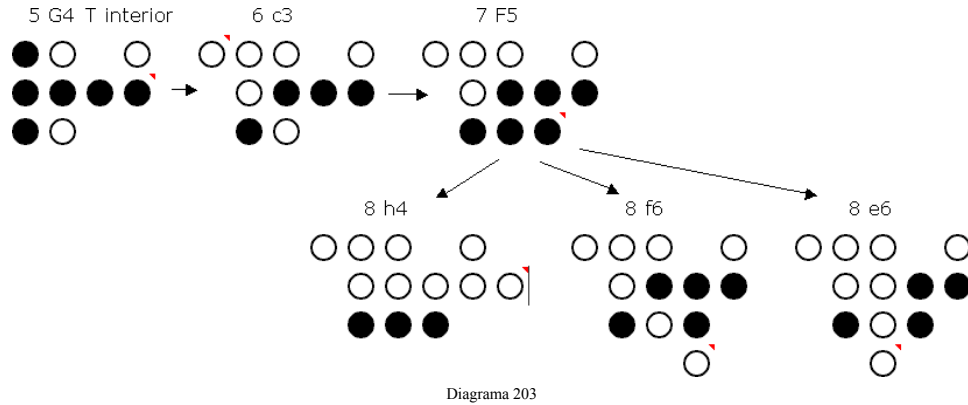 5 G4 T interior
6 c3
7 F5
8 h4
8 f6
8 e6
Diagrama 203